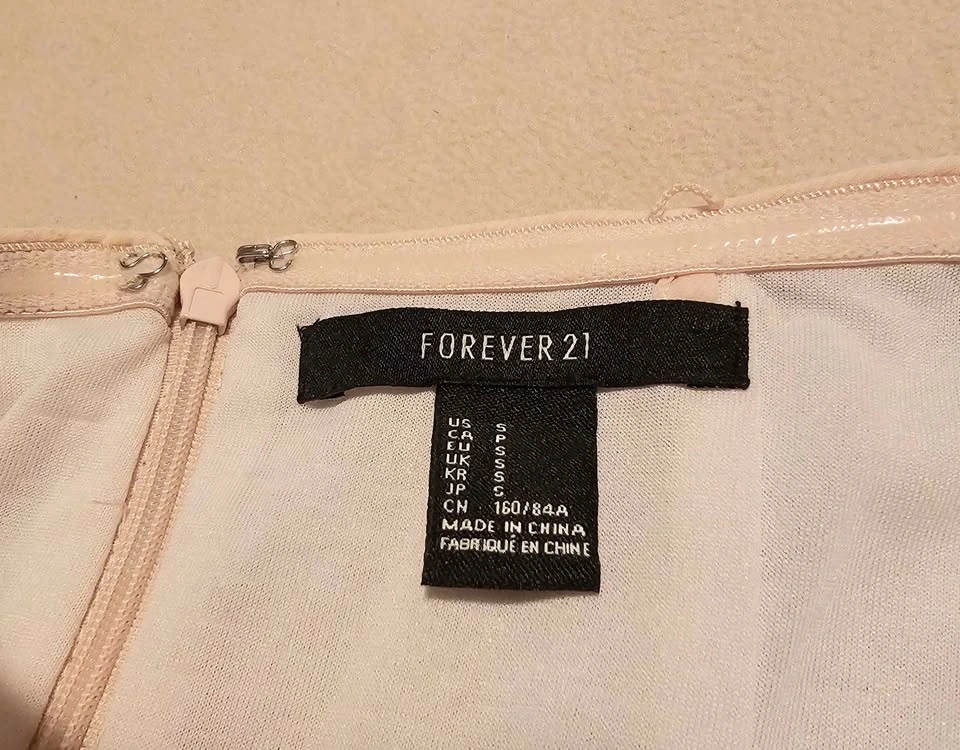 FOREVER 21
US S
CA P
EU S
UK S
KR S
JP S
CN 160/84A
MADE IN CHINA
FABRIQUÉ EN CHINE